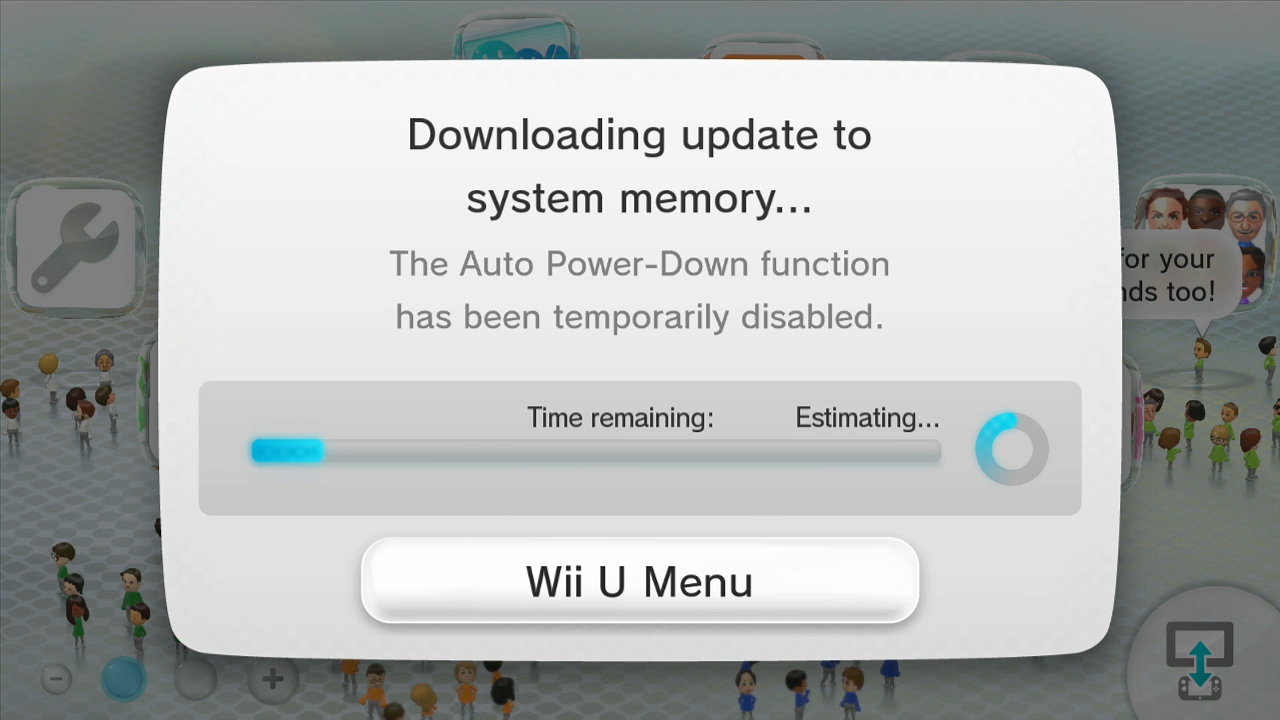 Downloading update to
system memory...
The Auto Power-Down function
has been temporarily disabled.
for your
nds too!
Time remaining: Estimating...
Wii U Menu